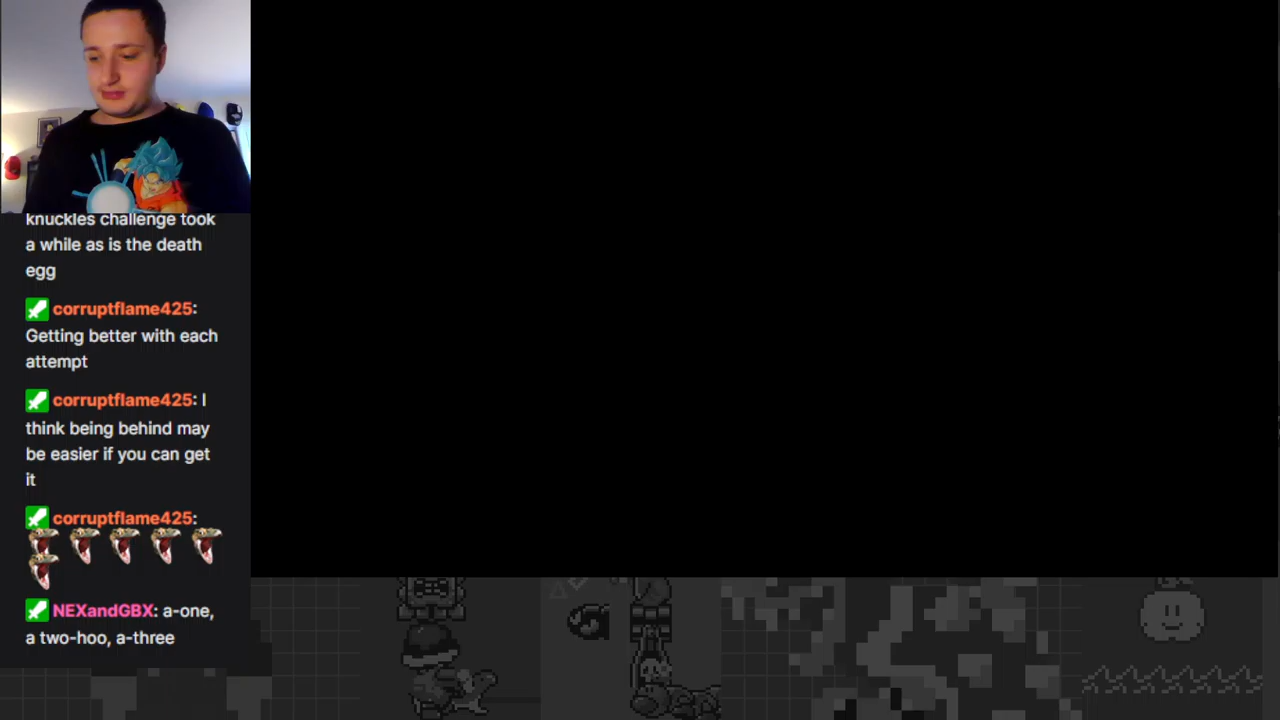 knuckles challenge took
a while as is the death
egg
corruptflame425:
Getting better with each
attempt
corruptflame425: I
think being behind may
be easier if you can get
it
corruptflame425:
NEXandGBX: a-one,
a two-hoo, a-three